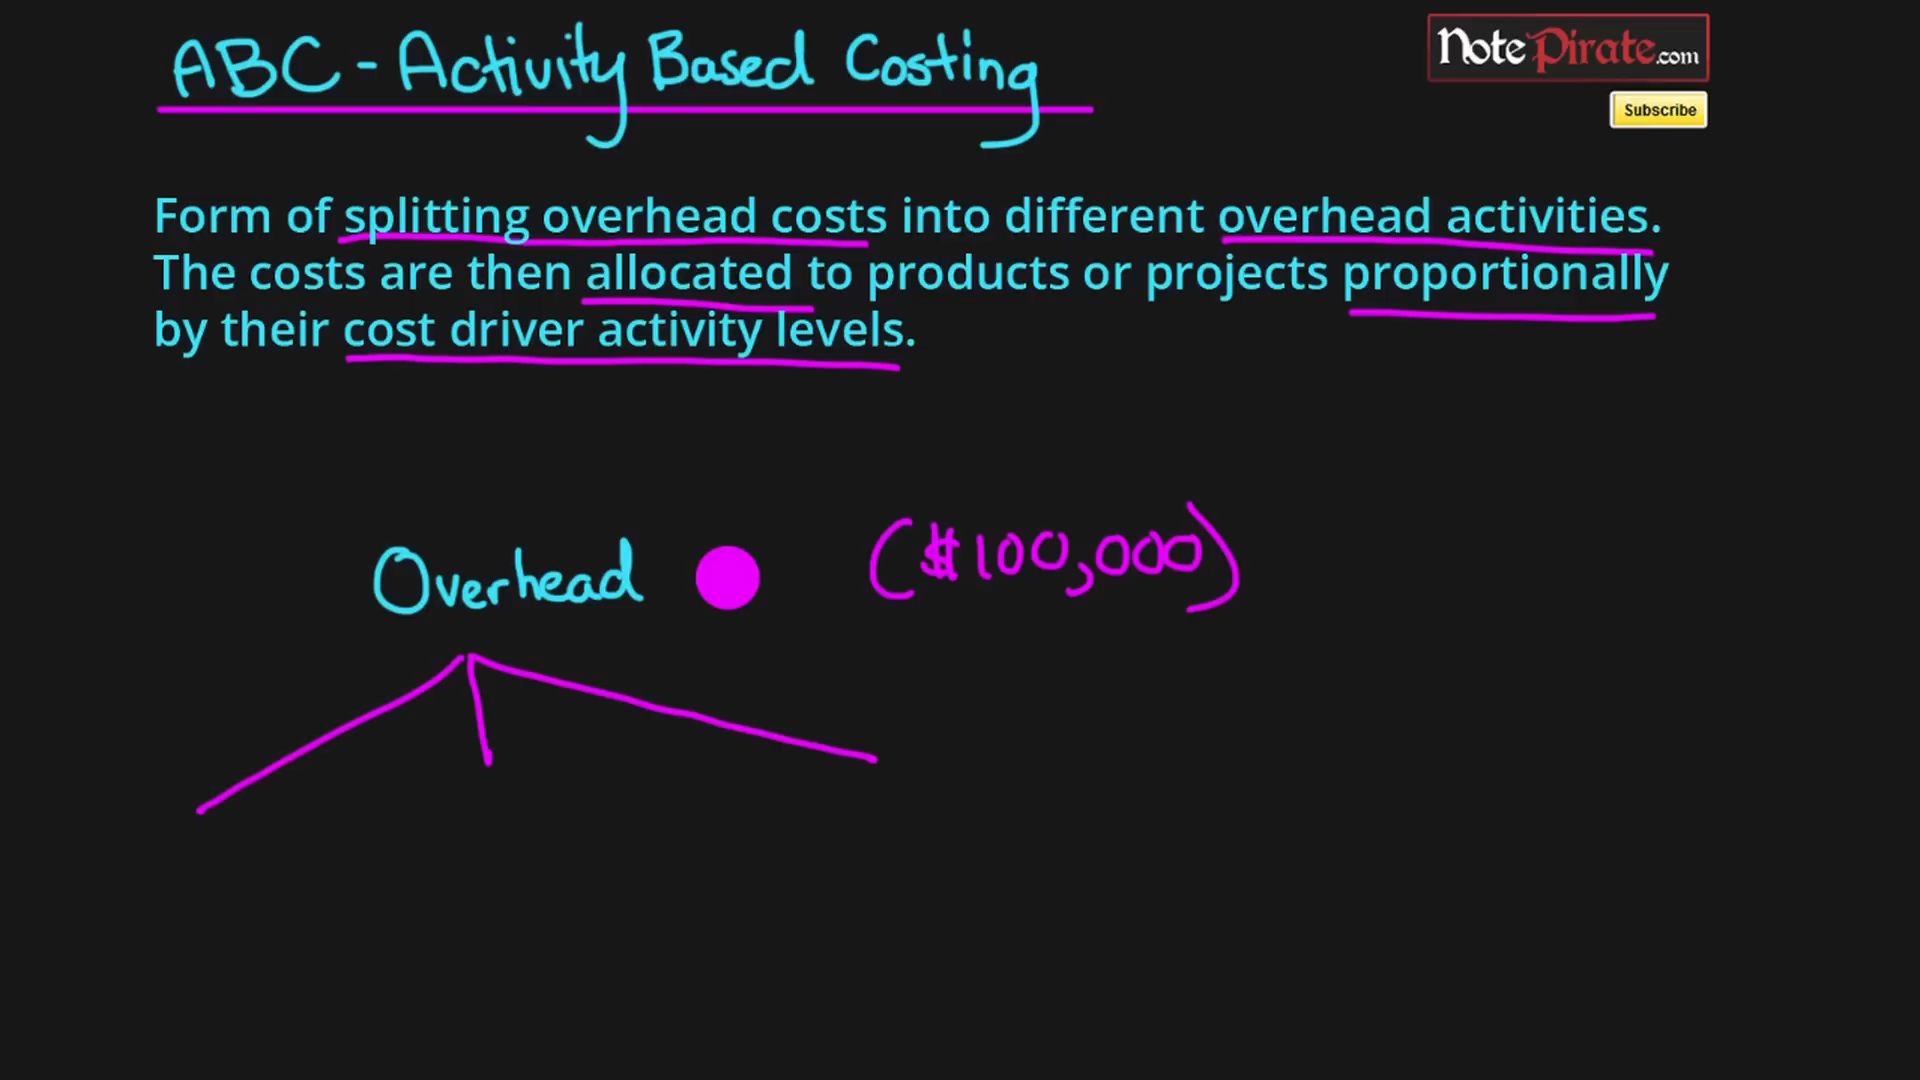 ABC - Activity Based Costing
NotePirate.com
Subscribe
Form of splitting overhead costs into different overhead activities.
The costs are then allocated to products or projects proportionally
by their cost driver activity levels.
Overhead ($100,000)